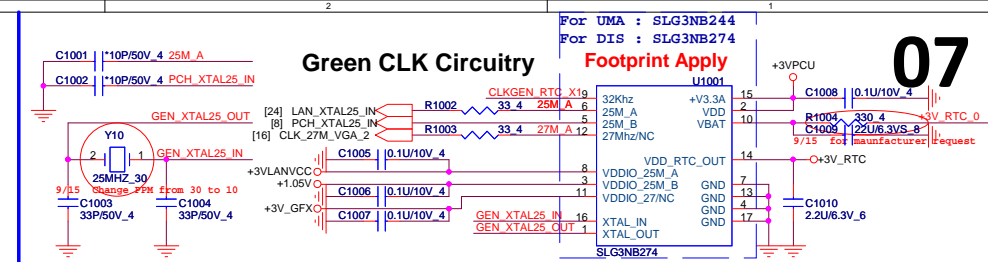 2
1
For UMA : SLG3NB244
For DIS : SLG3NB274
07
Green CLK Circuitry
Footprint Apply
C1001 *10P/50V_4 25M_A
C1002 *10P/50V_4 PCH_XTAL25_IN
+3VPCU
U1001
CLKGEN_RTC_X1 9 32Khz
+V3.3A 15
C1008 0.1U/10V_4
[24] LAN_XTAL25_IN R1002 33_4 25M_A 6 25M_A
VDD 2
[8] PCH_XTAL25_IN 5 25M_B
VBAT 10
R1004 330_4 +V_RTC_0
[16] CLK_27M_VGA_2 R1003 33_4 27M_A 12 27Mhz/NC
C1009 22U/6.3VS_8
9/15 for maunfacturer request
GEN_XTAL25_OUT
Y10
2 1
GEN_XTAL25_IN
25MHZ_30
9/15 Change PPM from 30 to 10
C1003
33P/50V_4
C1004
33P/50V_4
C1005 0.1U/10V_4
VDD_RTC_OUT 14 +3V_RTC
+3VLANVCC 8 VDDIO_25M_A
+1.05V 3 VDDIO_25M_B
GND 7
C1006 0.1U/10V_4
11 VDDIO_27/NC
GND 13
+3V_GFX
GND 4
C1007 0.1U/10V_4
GEN_XTAL25_IN 16 XTAL_IN
GND 17
GEN_XTAL25_OUT 1 XTAL_OUT
C1010
2.2U/6.3V_6
SLG3NB274